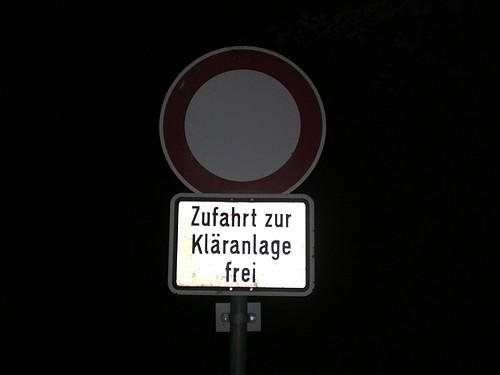 Zufahrt zur
Kläranlage
frei